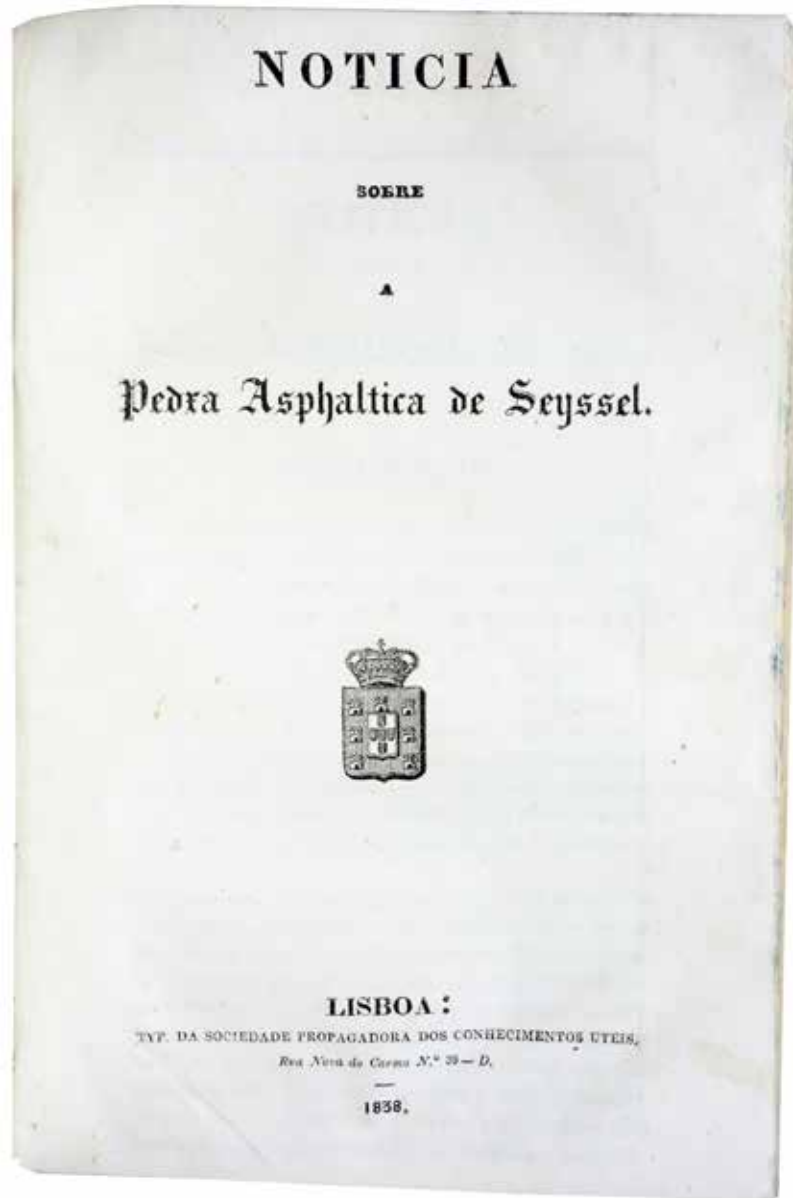 NOTICIA
SOBRE
A
Pedra Asphaltica de Seyssel.
LISBOA:
TYP. DA SOCIEDADE PROPAGADORA DOS CONHECIMENTOS UTEIS,
Rua Nova do Carmo N.º 39 — D.
1838.